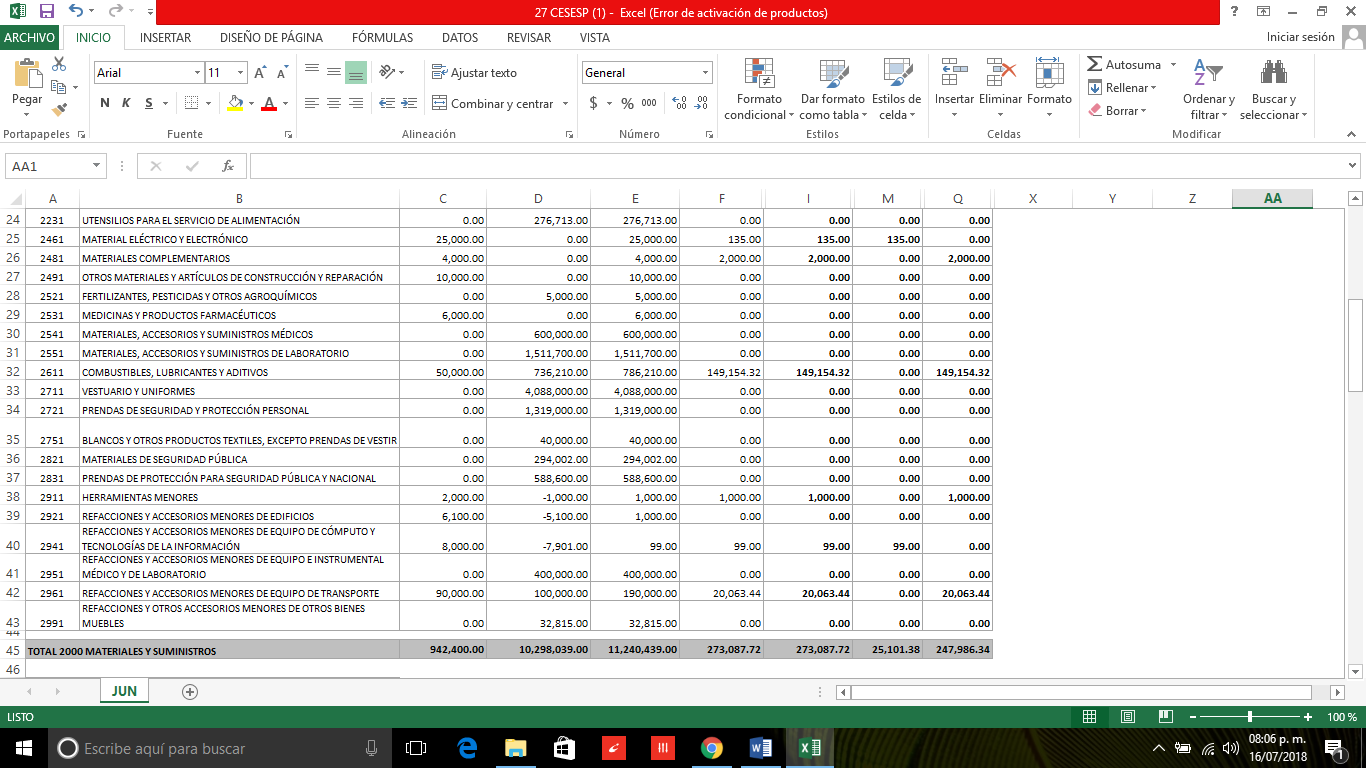 27 CESESP (1) - Excel (Error de activación de productos)
ARCHIVO INICIO INSERTAR DISEÑO DE PÁGINA FÓRMULAS DATOS REVISAR VISTA Iniciar sesión
Pegar
Arial 11
N K S
Ajustar texto
Combinar y centrar
General
$ % 000
Formato condicional
Dar formato como tabla
Estilos de celda
Insertar Eliminar Formato
Autosuma
Rellenar
Borrar
Ordenar y filtrar
Buscar y seleccionar
Portapapeles Fuente Alineación Número Estilos Celdas Modificar
AA1 fx
A B C D E F I M Q X Y Z AA
24 2231 UTENSILIOS PARA EL SERVICIO DE ALIMENTACIÓN 0.00 276,713.00 276,713.00 0.00 0.00 0.00 0.00
25 2461 MATERIAL ELÉCTRICO Y ELECTRÓNICO 25,000.00 0.00 25,000.00 135.00 135.00 135.00 0.00
26 2481 MATERIALES COMPLEMENTARIOS 4,000.00 0.00 4,000.00 2,000.00 2,000.00 0.00 2,000.00
27 2491 OTROS MATERIALES Y ARTÍCULOS DE CONSTRUCCIÓN Y REPARACIÓN 10,000.00 0.00 10,000.00 0.00 0.00 0.00 0.00
28 2521 FERTILIZANTES, PESTICIDAS Y OTROS AGROQUÍMICOS 0.00 5,000.00 5,000.00 0.00 0.00 0.00 0.00
29 2531 MEDICINAS Y PRODUCTOS FARMACÉUTICOS 6,000.00 0.00 6,000.00 0.00 0.00 0.00 0.00
30 2541 MATERIALES, ACCESORIOS Y SUMINISTROS MÉDICOS 0.00 600,000.00 600,000.00 0.00 0.00 0.00 0.00
31 2551 MATERIALES, ACCESORIOS Y SUMINISTROS DE LABORATORIO 0.00 1,511,700.00 1,511,700.00 0.00 0.00 0.00 0.00
32 2611 COMBUSTIBLES, LUBRICANTES Y ADITIVOS 50,000.00 736,210.00 786,210.00 149,154.32 149,154.32 0.00 149,154.32
33 2711 VESTUARIO Y UNIFORMES 0.00 4,088,000.00 4,088,000.00 0.00 0.00 0.00 0.00
34 2721 PRENDAS DE SEGURIDAD Y PROTECCIÓN PERSONAL 0.00 1,319,000.00 1,319,000.00 0.00 0.00 0.00 0.00
35 2751 BLANCOS Y OTROS PRODUCTOS TEXTILES, EXCEPTO PRENDAS DE VESTIR 0.00 40,000.00 40,000.00 0.00 0.00 0.00 0.00
36 2821 MATERIALES DE SEGURIDAD PÚBLICA 0.00 294,002.00 294,002.00 0.00 0.00 0.00 0.00
37 2831 PRENDAS DE PROTECCIÓN PARA SEGURIDAD PÚBLICA Y NACIONAL 0.00 588,600.00 588,600.00 0.00 0.00 0.00 0.00
38 2911 HERRAMIENTAS MENORES 2,000.00 -1,000.00 1,000.00 1,000.00 1,000.00 0.00 1,000.00
39 2921 REFACCIONES Y ACCESORIOS MENORES DE EDIFICIOS 6,100.00 -5,100.00 1,000.00 0.00 0.00 0.00 0.00
REFACCIONES Y ACCESORIOS MENORES DE EQUIPO DE CÓMPUTO Y
40 2941 TECNOLOGÍAS DE LA INFORMACIÓN 8,000.00 -7,901.00 99.00 99.00 99.00 99.00 0.00
REFACCIONES Y ACCESORIOS MENORES DE EQUIPO E INSTRUMENTAL
41 2951 MÉDICO Y DE LABORATORIO 0.00 400,000.00 400,000.00 0.00 0.00 0.00 0.00
42 2961 REFACCIONES Y ACCESORIOS MENORES DE EQUIPO DE TRANSPORTE 90,000.00 100,000.00 190,000.00 20,063.44 20,063.44 0.00 20,063.44
REFACCIONES Y OTROS ACCESORIOS MENORES DE OTROS BIENES
43 2991 MUEBLES 0.00 32,815.00 32,815.00 0.00 0.00 0.00 0.00
44
45 TOTAL 2000 MATERIALES Y SUMINISTROS 942,400.00 10,298,039.00 11,240,439.00 273,087.72 273,087.72 25,101.38 247,986.34
46
JUN
LISTO 100 %
Escribe aquí para buscar
08:06 p. m.
16/07/2018
1